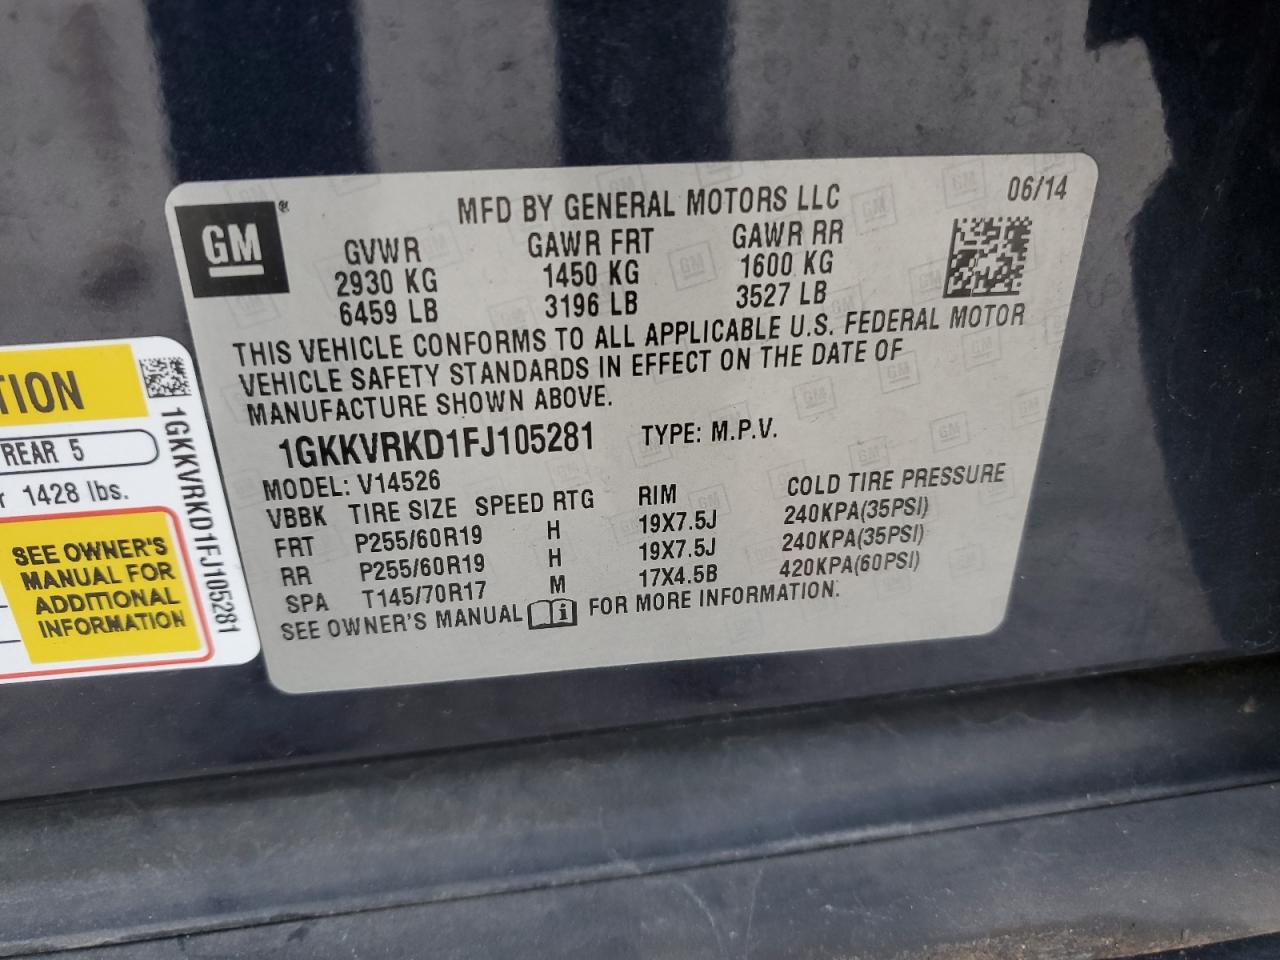 GM®
MFD BY GENERAL MOTORS LLC
06/14
GVWR GAWR FRT GAWR RR
2930 KG 1450 KG 1600 KG
6459 LB 3196 LB 3527 LB
THIS VEHICLE CONFORMS TO ALL APPLICABLE U.S. FEDERAL MOTOR
VEHICLE SAFETY STANDARDS IN EFFECT ON THE DATE OF
MANUFACTURE SHOWN ABOVE.
1GKKVRKD1FJ105281 TYPE: M.P.V.
MODEL: V14526
VBBK TIRE SIZE SPEED RTG RIM COLD TIRE PRESSURE
FRT P255/60R19 H 19X7.5J 240KPA(35PSI)
RR P255/60R19 H 19X7.5J 240KPA(35PSI)
SPA T145/70R17 M 17X4.5B 420KPA(60PSI)
SEE OWNER'S MANUAL i FOR MORE INFORMATION.
TION
REAR 5
r 1428 lbs.
SEE OWNER'S
MANUAL FOR
ADDITIONAL
INFORMATION
1GKKVRKD1FJ105281